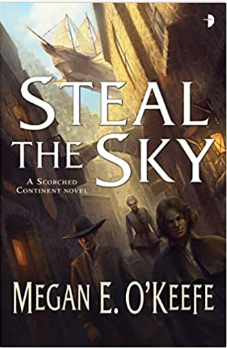 STEAL
THE SKY
A SCORCHED
CONTINENT NOVEL
MEGAN E. O'KEEFE